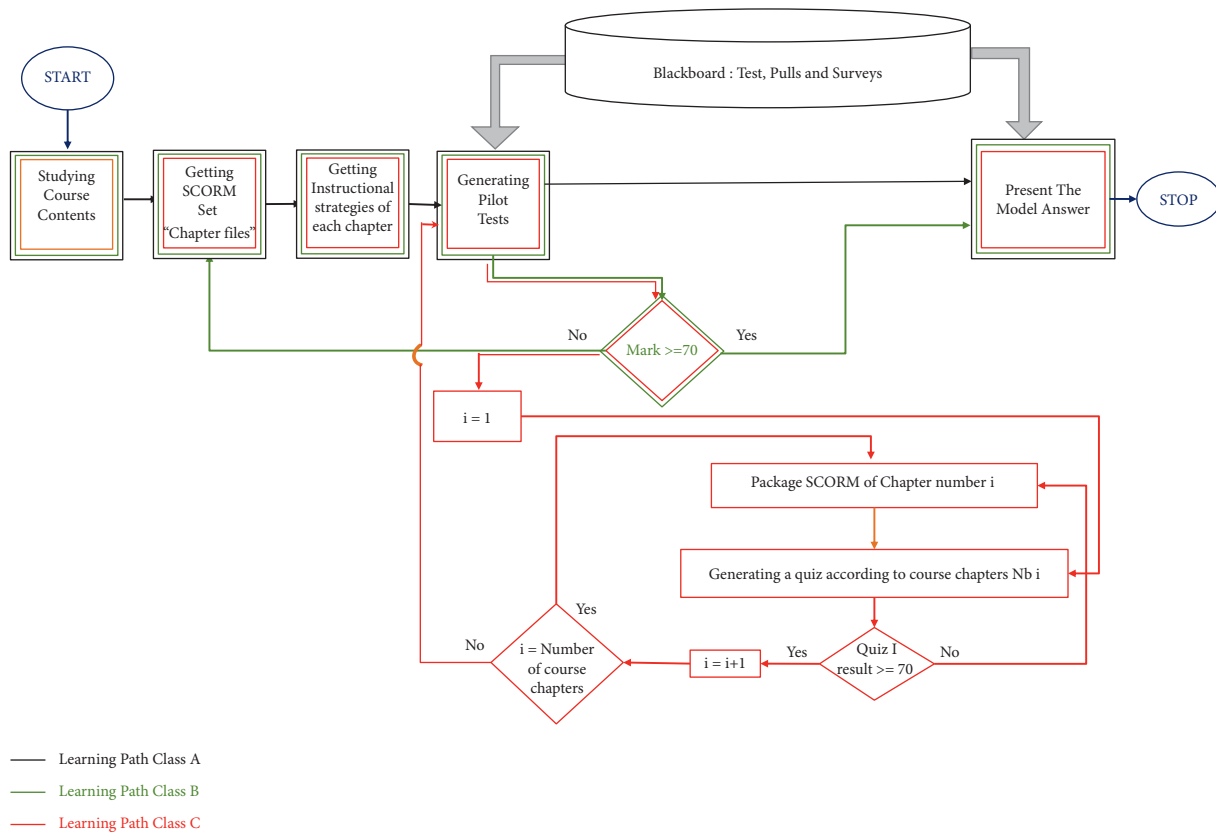 START
Blackboard : Test, Pulls and Surveys
Studying
Course
Contents
Getting
SCORM
Set
“Chapter files”
Getting
Instructional
strategies of
each chapter
Generating
Pilot
Tests
Present The
Model Answer
STOP
No
Mark >=70
Yes
i = 1
Package SCORM of Chapter number i
Generating a quiz according to course chapters Nb i
Yes
No
i = Number
of course
chapters
i = i+1
Yes
Quiz I
result >= 70
No
Learning Path Class A
Learning Path Class B
Learning Path Class C